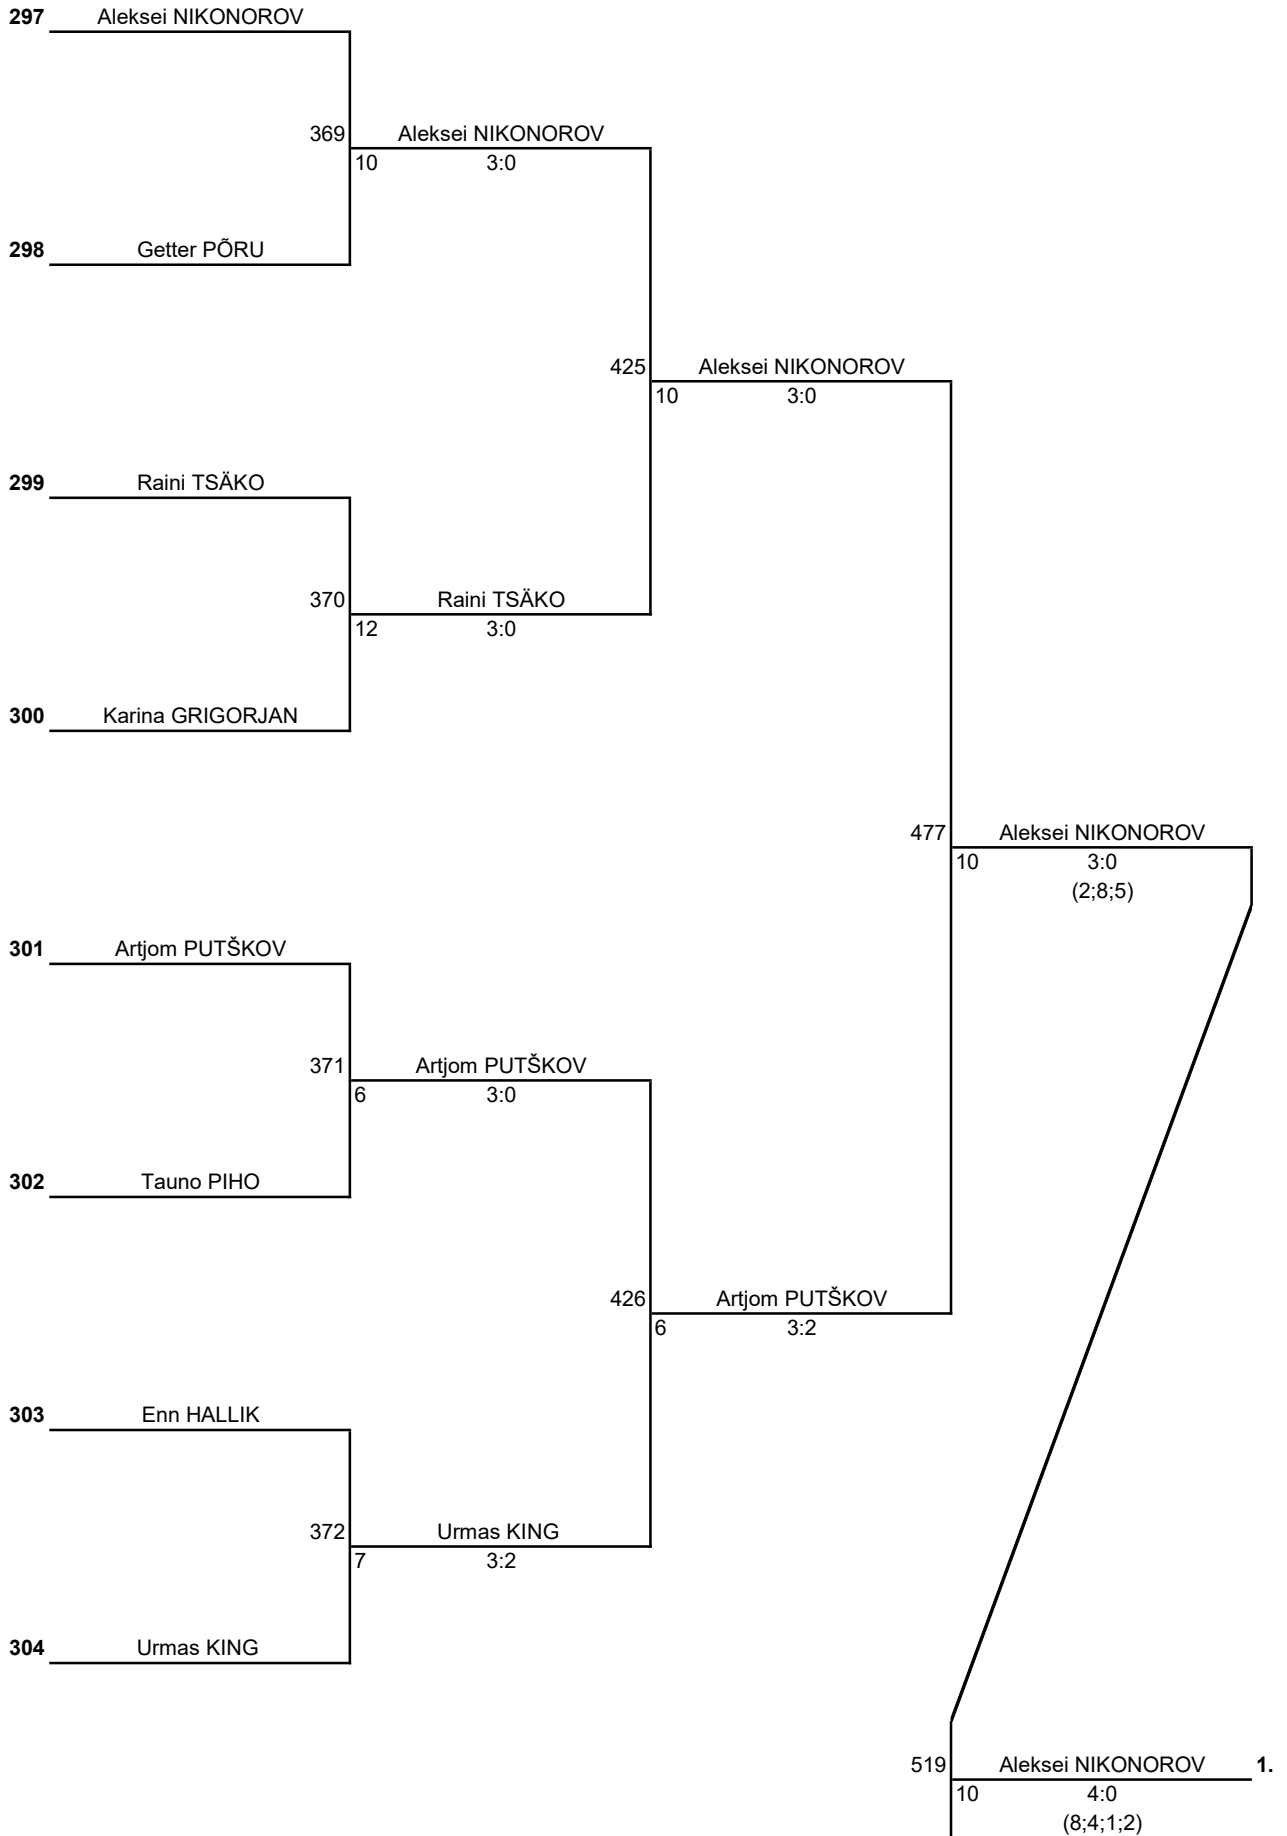 297 Aleksei NIKONOROV
369 Aleksei NIKONOROV
10 3:0
298 Getter PÕRU
425 Aleksei NIKONOROV
10 3:0
299 Raini TSÄKO
370 Raini TSÄKO
12 3:0
300 Karina GRIGORJAN
477 Aleksei NIKONOROV
10 3:0
(2;8;5)
301 Artjom PUTŠKOV
371 Artjom PUTŠKOV
6 3:0
302 Tauno PIHO
426 Artjom PUTŠKOV
6 3:2
303 Enn HALLIK
372 Urmas KING
7 3:2
304 Urmas KING
519 Aleksei NIKONOROV 1.
10 4:0
(8;4;1;2)